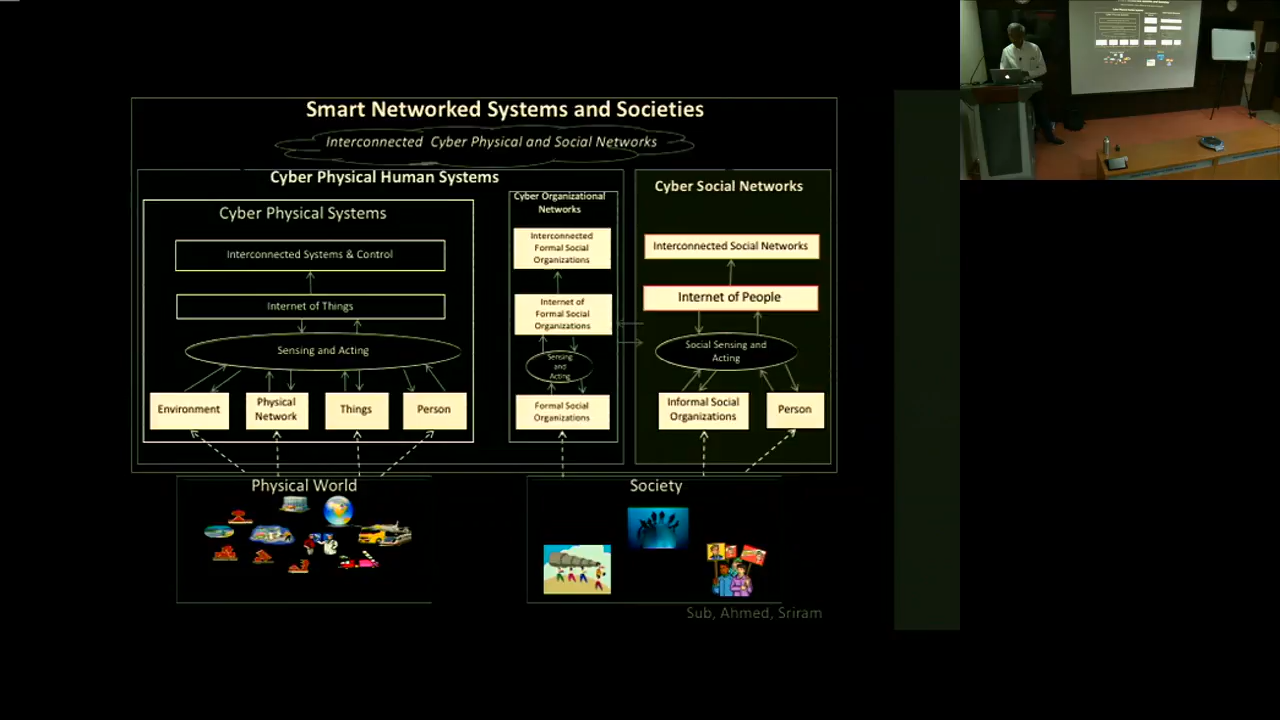 Smart Networked Systems and Societies
Interconnected Cyber Physical and Social Networks
Cyber Physical Human Systems
Cyber Physical Systems
Interconnected Systems & Control
Internet of Things
Sensing and Acting
Environment
Physical
Network
Things
Person
Cyber Organizational
Networks
Interconnected
Formal Social
Organizations
Internet of
Formal Social
Organizations
Sensing
and
Acting
Formal Social
Organizations
Cyber Social Networks
Interconnected Social Networks
Internet of People
Social Sensing and
Acting
Informal Social
Organizations
Person
Physical World
Society
Sub, Ahmed, Sriram